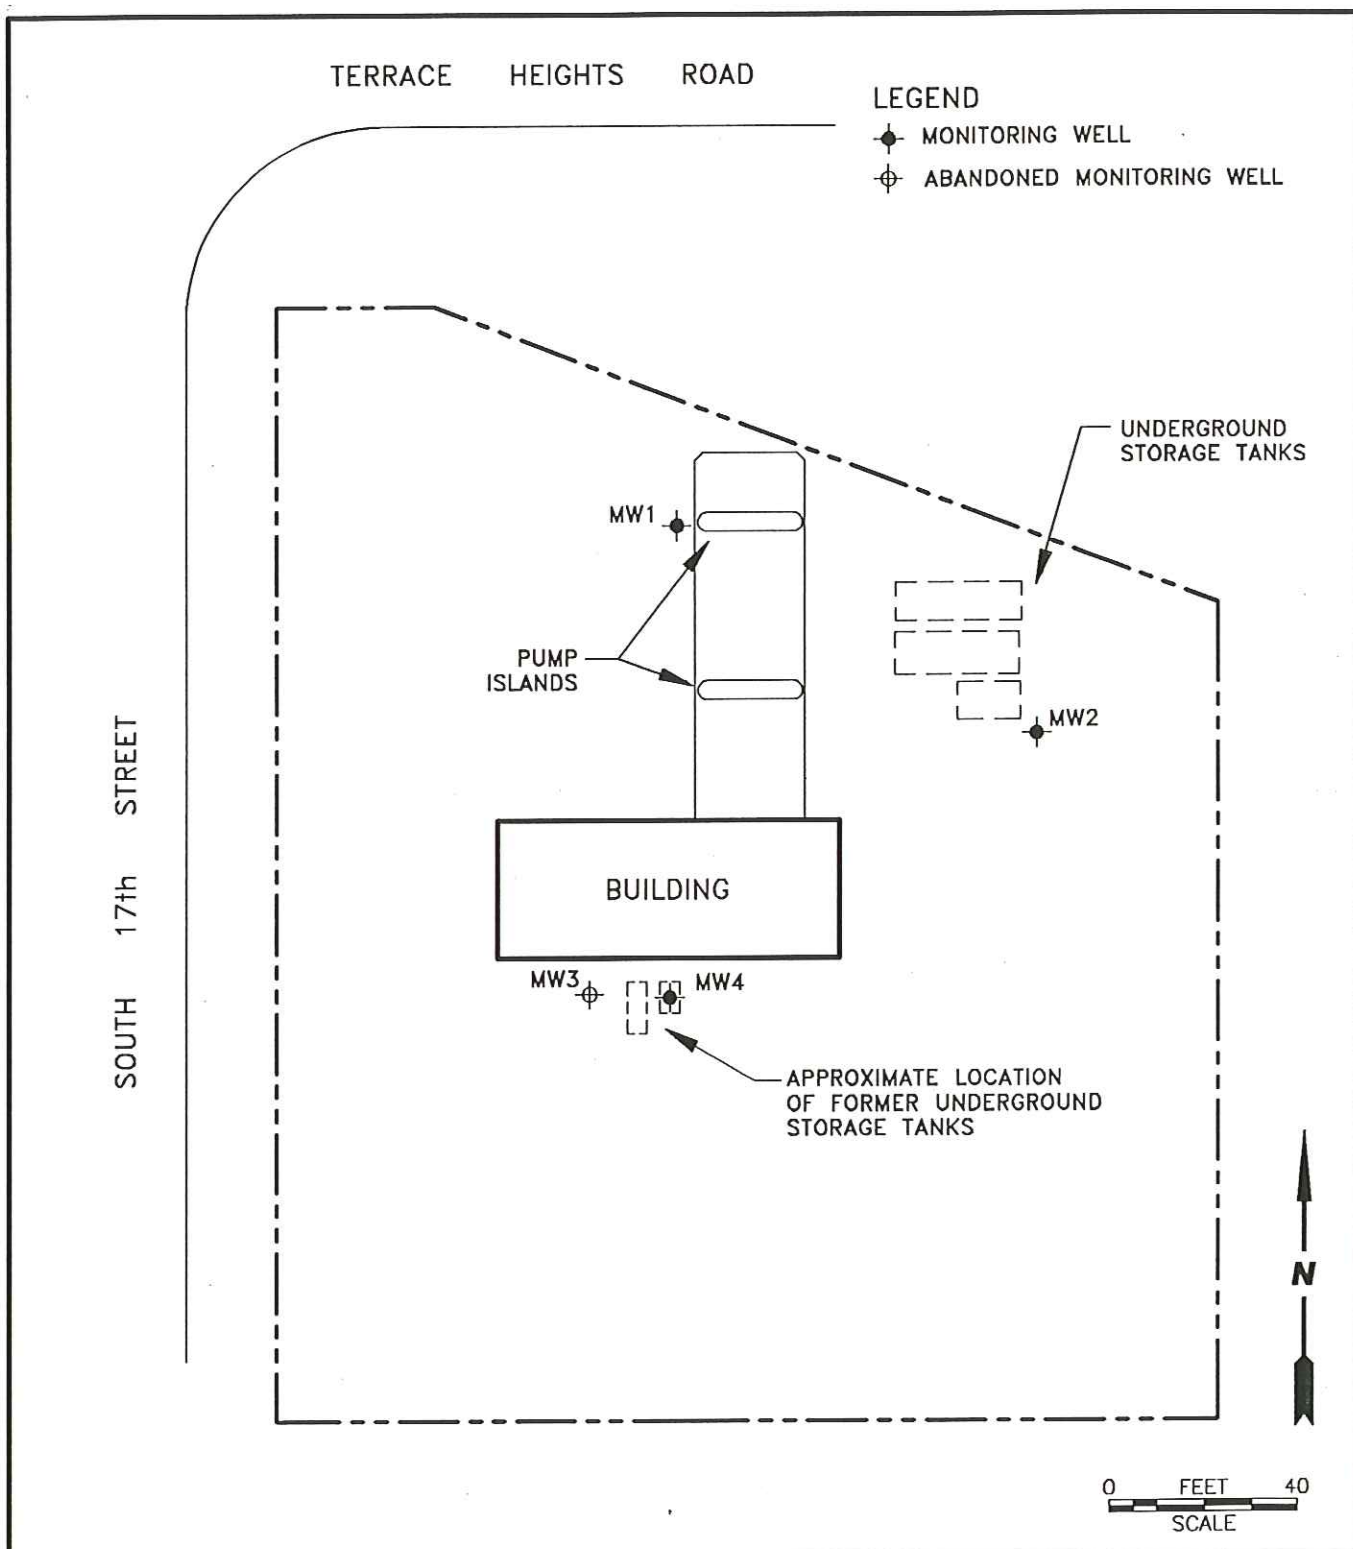 TERRACE HEIGHTS ROAD
LEGEND
MONITORING WELL
ABANDONED MONITORING WELL
UNDERGROUND
STORAGE TANKS
MW1
PUMP
ISLANDS
MW2
SOUTH 17th STREET
BUILDING
MW3
MW4
APPROXIMATE LOCATION
OF FORMER UNDERGROUND
STORAGE TANKS
N
0 FEET 40
SCALE